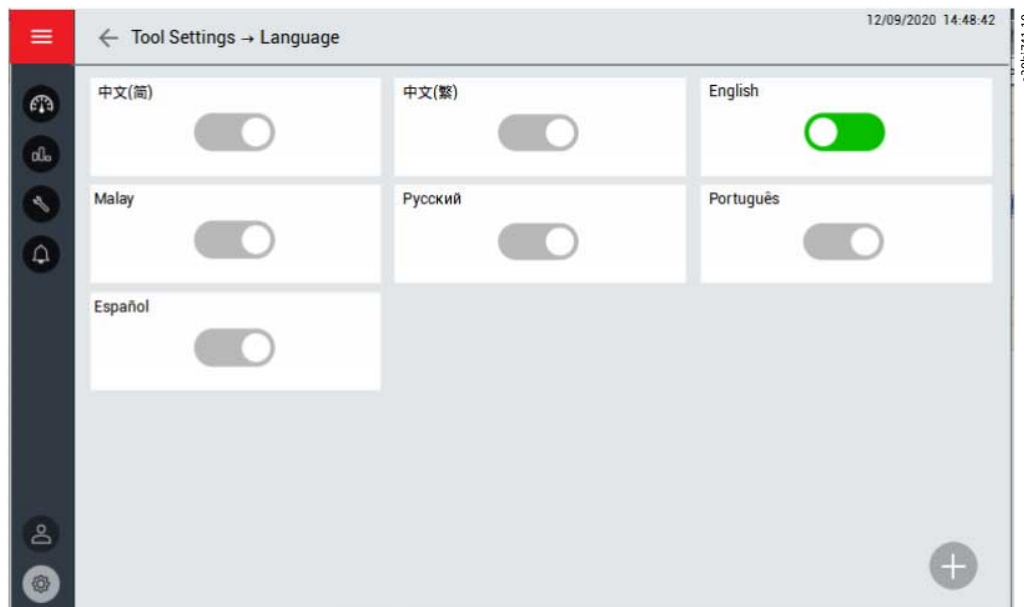 12/09/2020 14:48:42
← Tool Settings → Language
中文(简)
中文(繁)
English
Malay
Русский
Português
Español